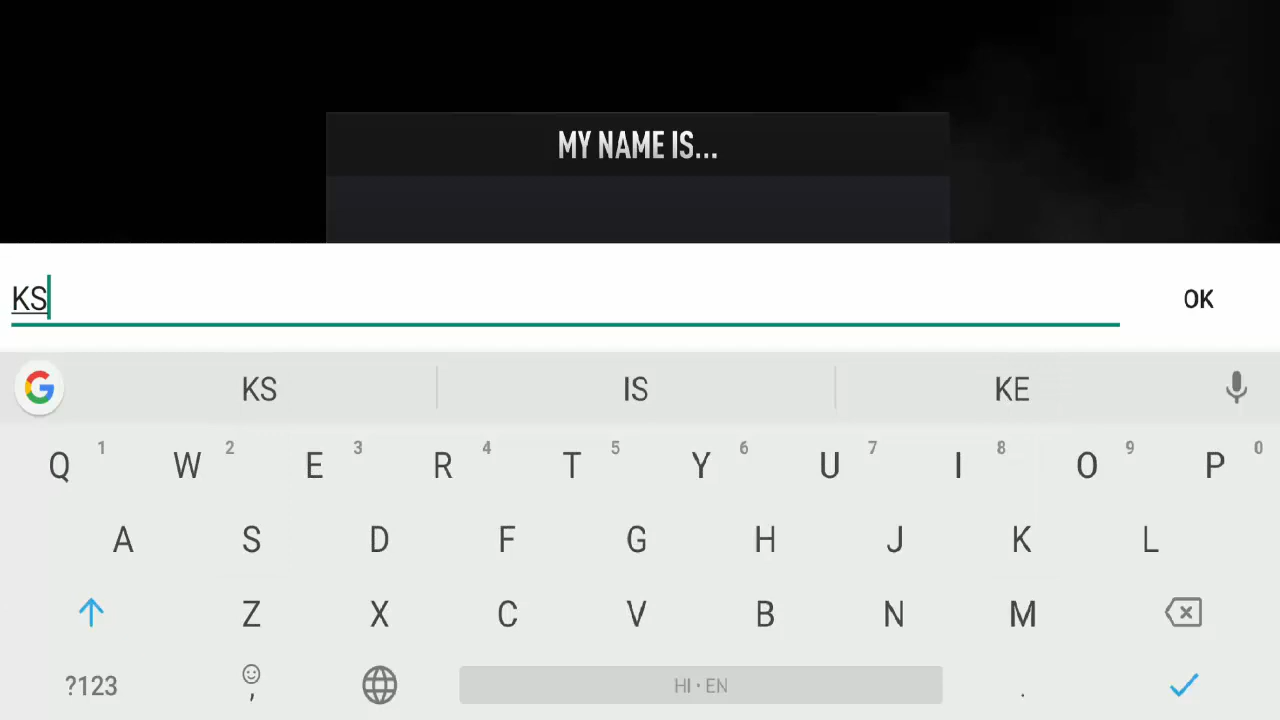 MY NAME IS...
KS
OK
KS IS KE
1 2 3 4 5 6 7 8 9 0
Q W E R T Y U I O P
A S D F G H J K L
Z X C V B N M
?123 , HI • EN .